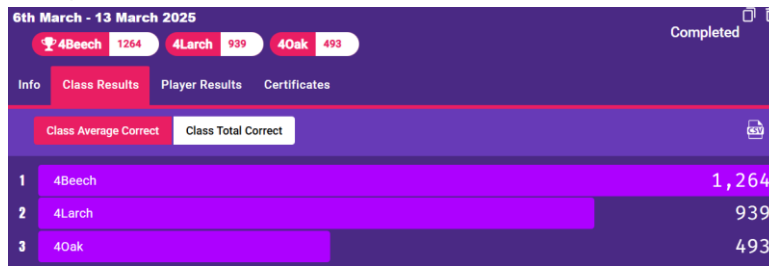 6th March - 13 March 2025
4Beech 1264 4Larch 939 4Oak 493
Completed
Info Class Results Player Results Certificates
Class Average Correct Class Total Correct
CSV
1 4Beech 1,264
2 4Larch 939
3 4Oak 493